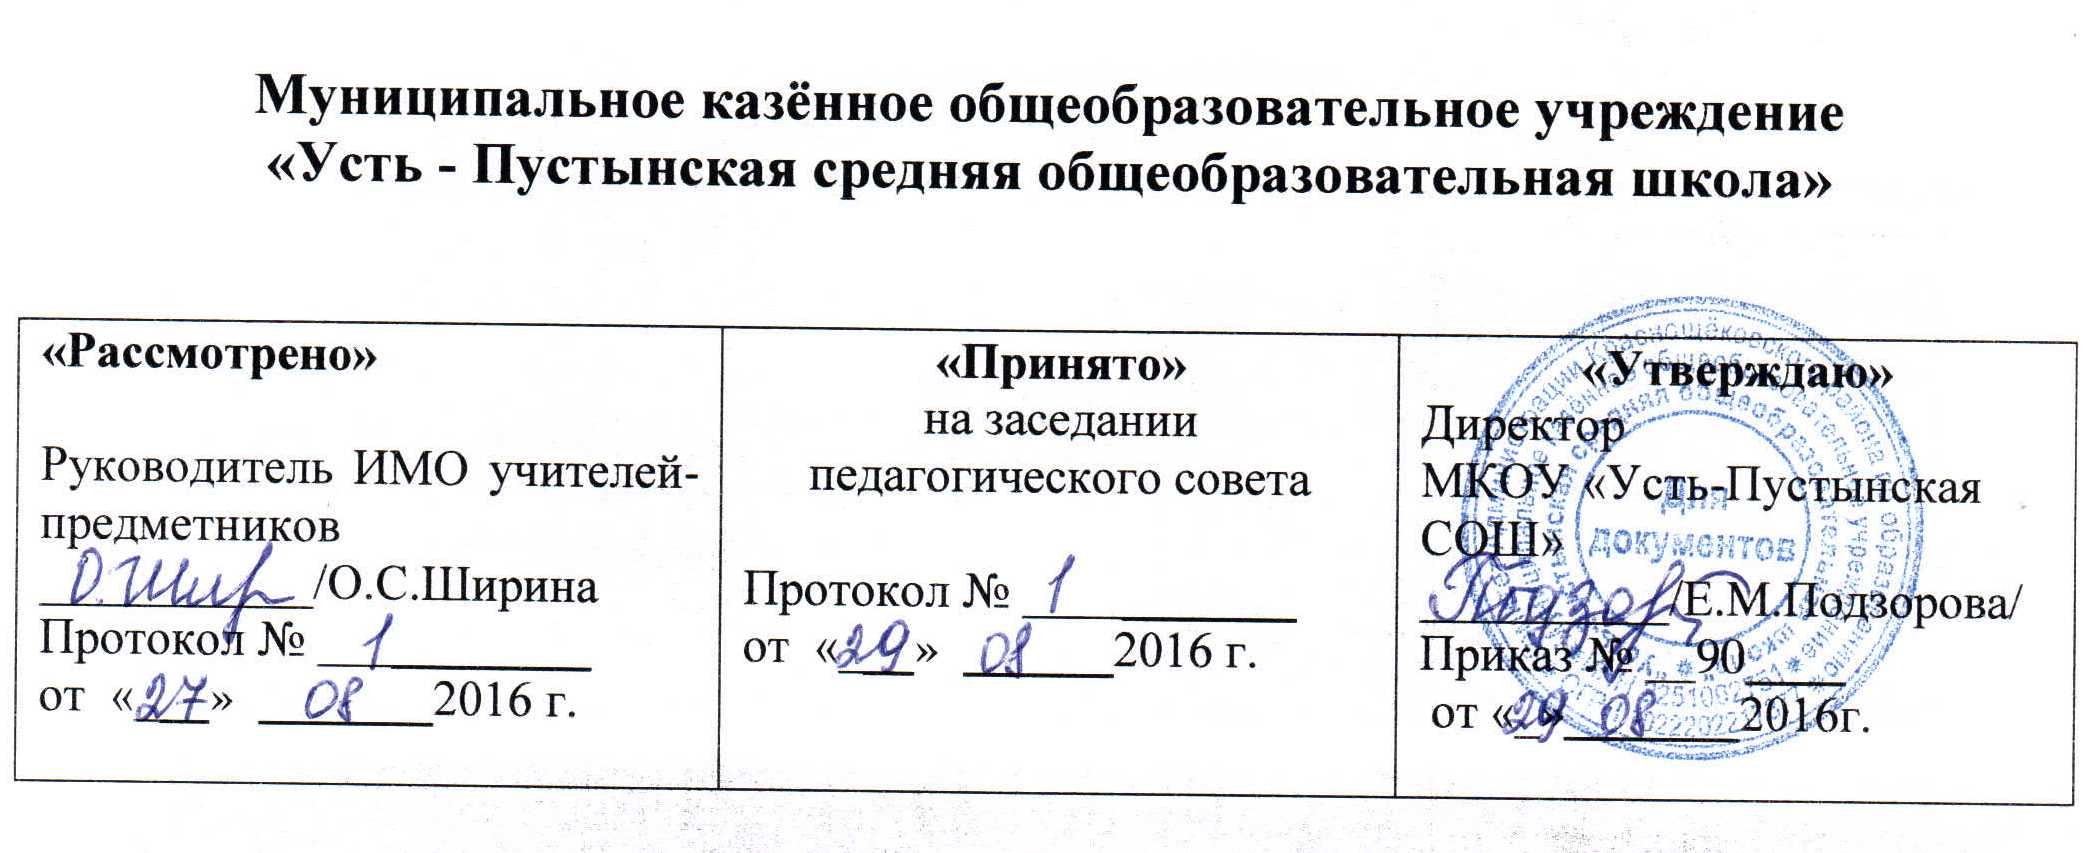 Муниципальное казённое общеобразовательное учреждение
«Усть - Пустынская средняя общеобразовательная школа»
«Рассмотрено»
Руководитель ИМО учителей-
предметников
О.Шир /О.С.Ширина
Протокол № 1
от «27» 08 2016 г.
«Принято»
на заседании
педагогического совета
Протокол № 1
от «29» 08 2016 г.
«Утверждаю»
Директор
МКОУ «Усть-Пустынская
СОШ»
Подзор /Е.М.Подзорова/
Приказ № 90
от «29» 08 2016г.
Для
документов